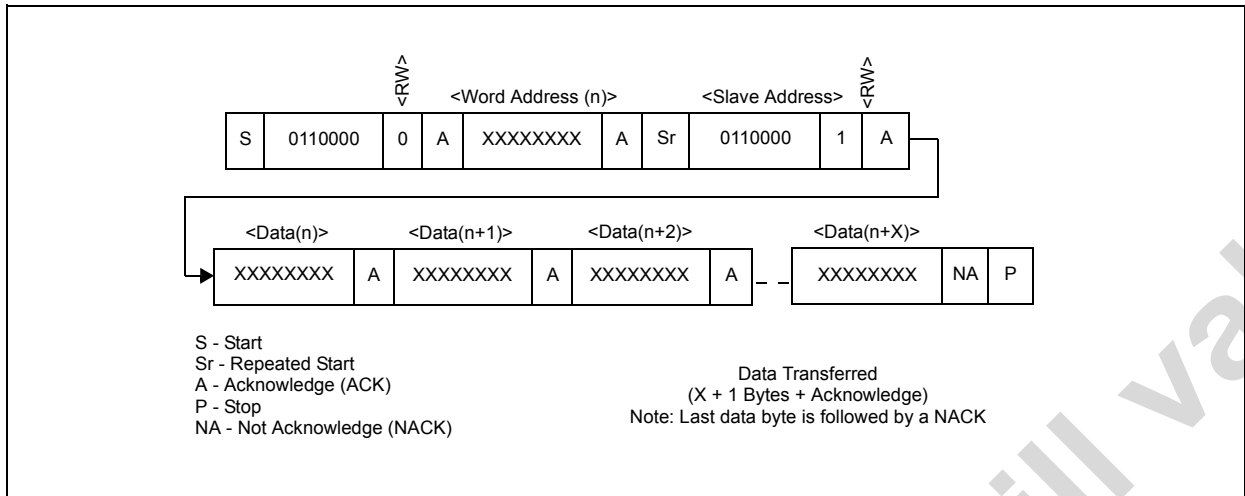 <RW> <Word Address (n)> <Slave Address> <RW>
S 0110000 0 A XXXXXXXX A Sr 0110000 1 A
<Data(n)> <Data(n+1)> <Data(n+2)> <Data(n+X)>
XXXXXXXX A XXXXXXXX A XXXXXXXX A XXXXXXXX NA P
S - Start
Sr - Repeated Start
A - Acknowledge (ACK)
P - Stop
NA - Not Acknowledge (NACK)
Data Transferred
(X + 1 Bytes + Acknowledge)
Note: Last data byte is followed by a NACK